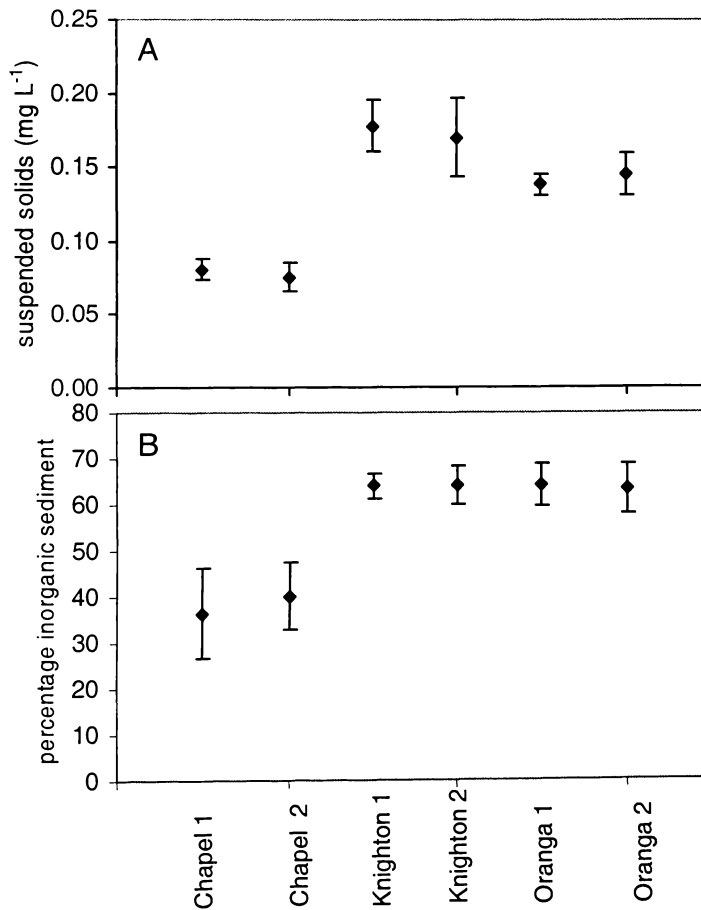 A
suspended solids (mg L⁻¹)
0.25
0.20
0.15
0.10
0.05
0.00
B
percentage inorganic sediment
80
70
60
50
40
30
20
10
0
Chapel 1
Chapel 2
Knighton 1
Knighton 2
Oranga 1
Oranga 2